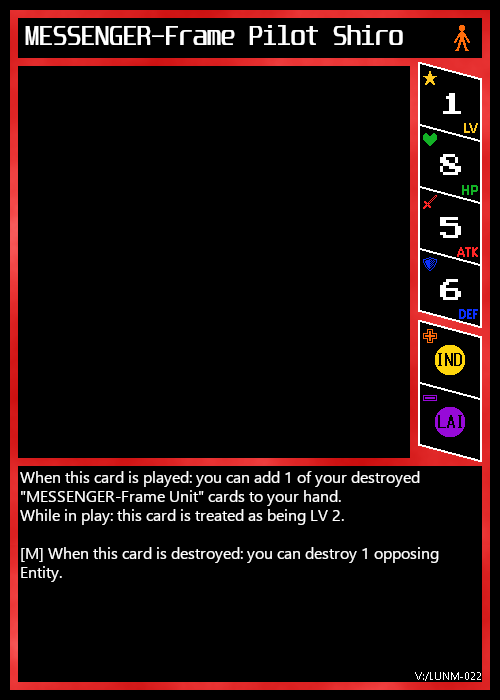 MESSENGER-Frame Pilot Shiro
1
LV
8
HP
5
ATK
6
DEF
IND
LAI
When this card is played: you can add 1 of your destroyed
"MESSENGER-Frame Unit" cards to your hand.
While in play: this card is treated as being LV 2.
[M] When this card is destroyed: you can destroy 1 opposing
Entity.
V:/LUNM-022